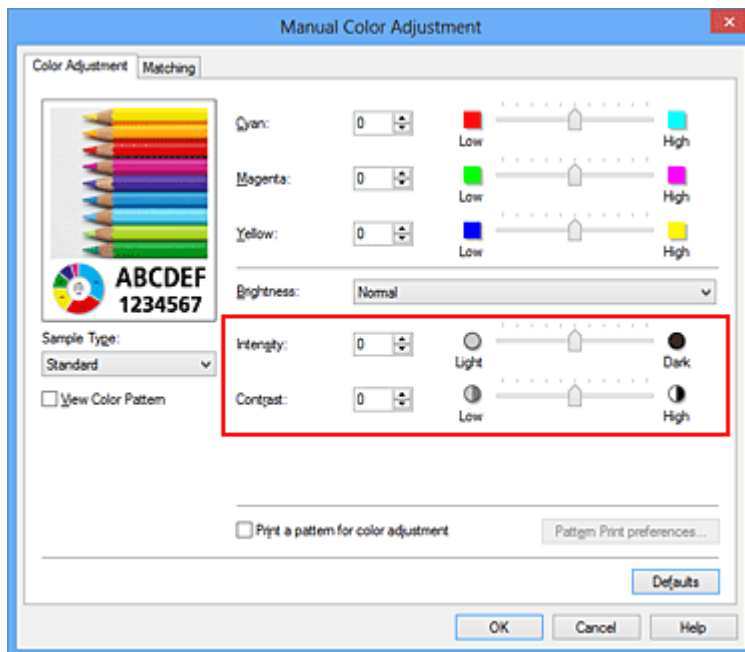 Manual Color Adjustment
Color Adjustment Matching
Cyan: 0 Low High
Magenta: 0 Low High
Yellow: 0 Low High
ABCDEF
1234567
Brightness: Normal
Sample Type:
Standard
View Color Pattern
Intensity: 0 Light Dark
Contrast: 0 Low High
Print a pattern for color adjustment Pattern Print preferences...
Defaults
OK Cancel Help